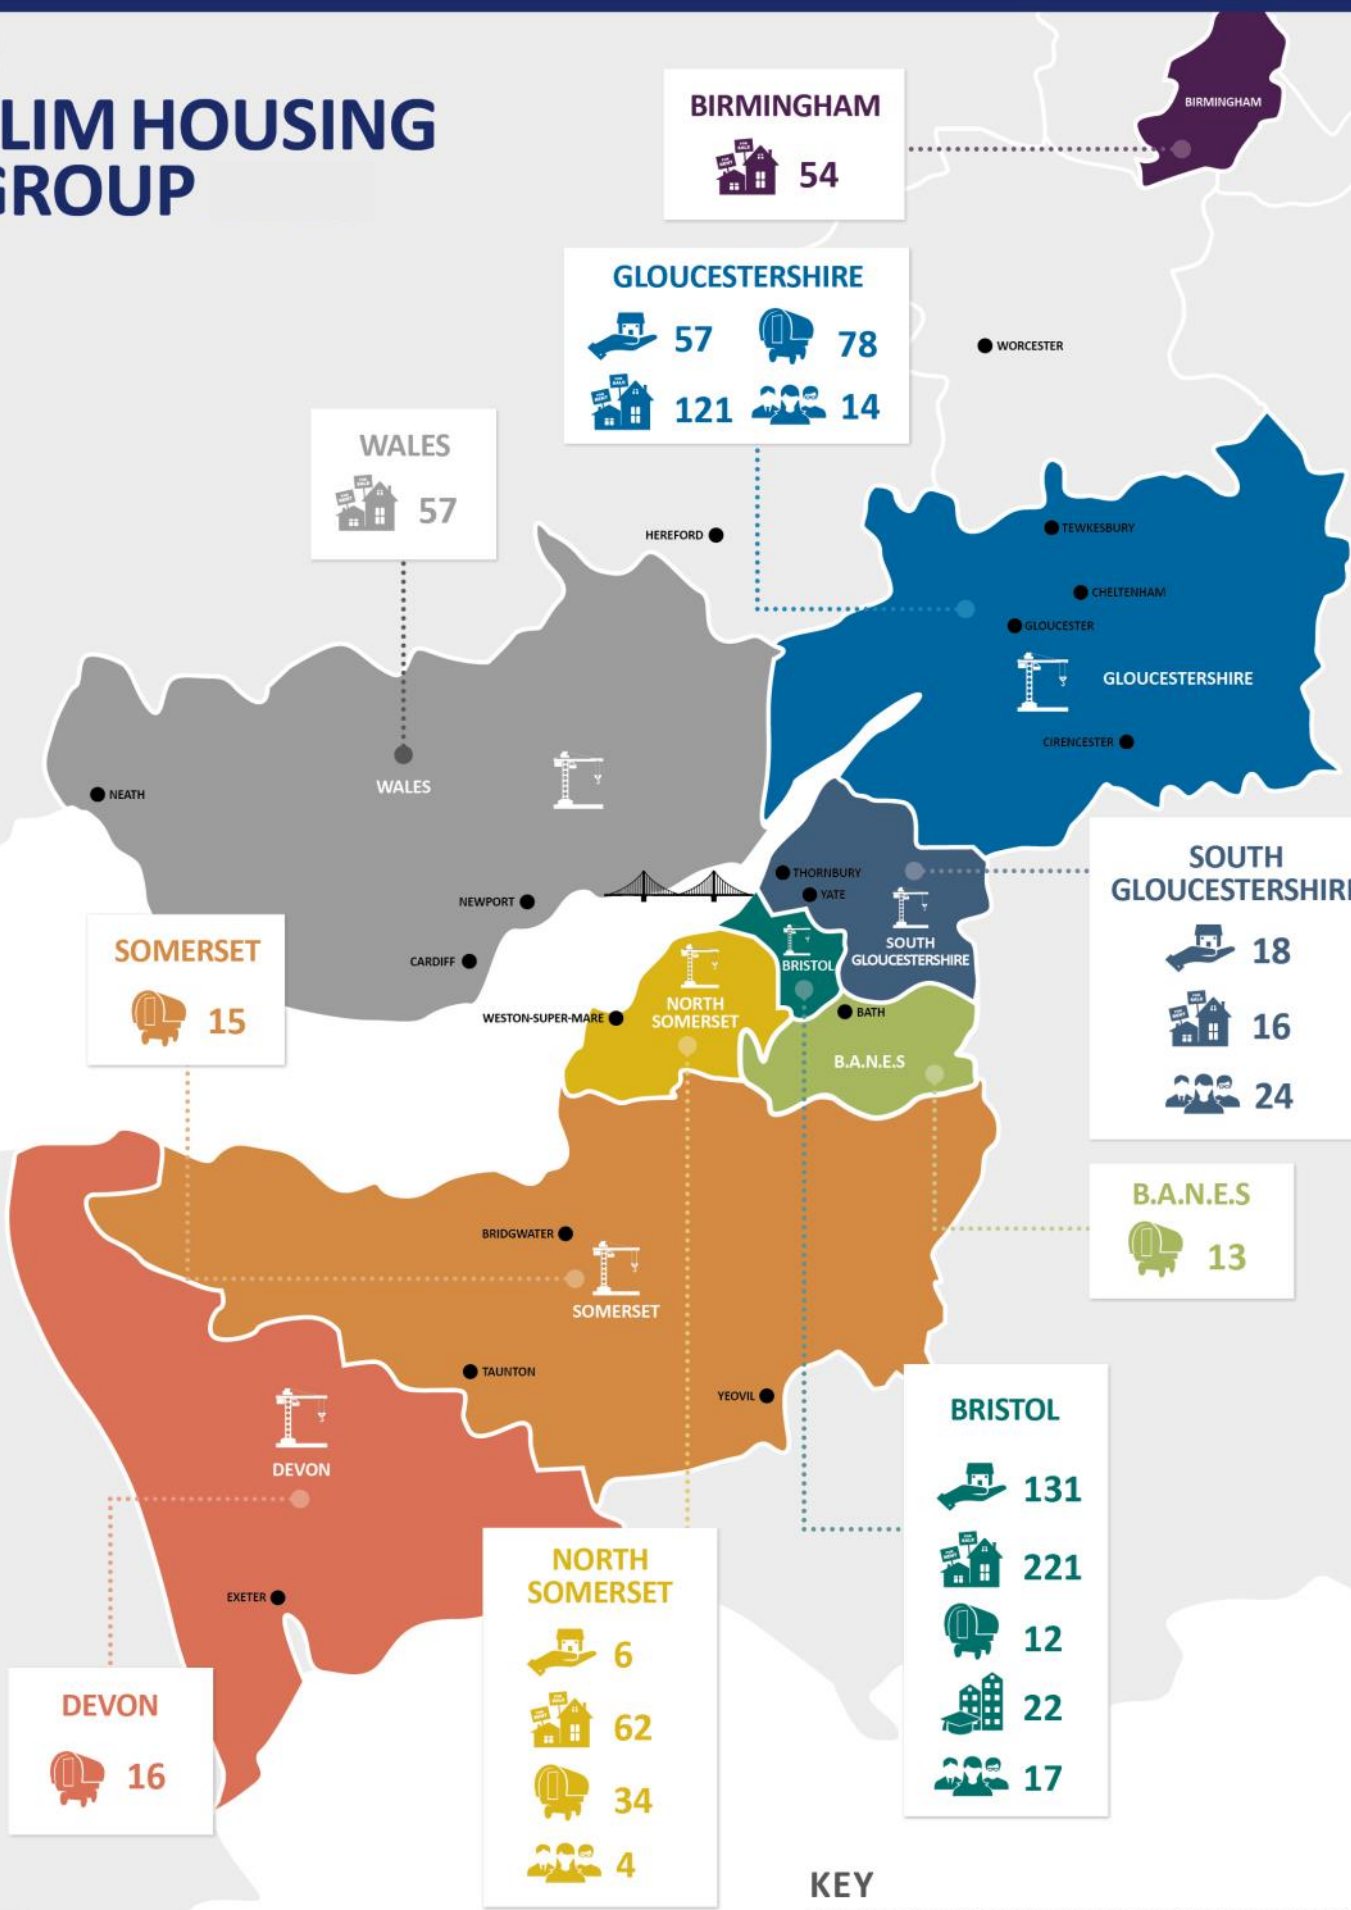 LIM HOUSING
GROUP
BIRMINGHAM
54
BIRMINGHAM
GLOUCESTERSHIRE
57
78
121
14
WORCESTER
WALES
57
HEREFORD
TEWKESBURY
CHELTENHAM
GLOUCESTER
GLOUCESTERSHIRE
CIRENCESTER
WALES
NEATH
NEWPORT
CARDIFF
THORNBURY
YATE
SOUTH
GLOUCESTERSHIRE
BRISTOL
NORTH
SOMERSET
WESTON-SUPER-MARE
BATH
B.A.N.E.S
SOUTH
GLOUCESTERSHIRE
18
16
24
SOMERSET
15
B.A.N.E.S
13
BRIDGWATER
SOMERSET
TAUNTON
YEOVIL
DEVON
EXETER
BRISTOL
131
221
12
22
17
NORTH
SOMERSET
6
62
34
4
DEVON
16
KEY